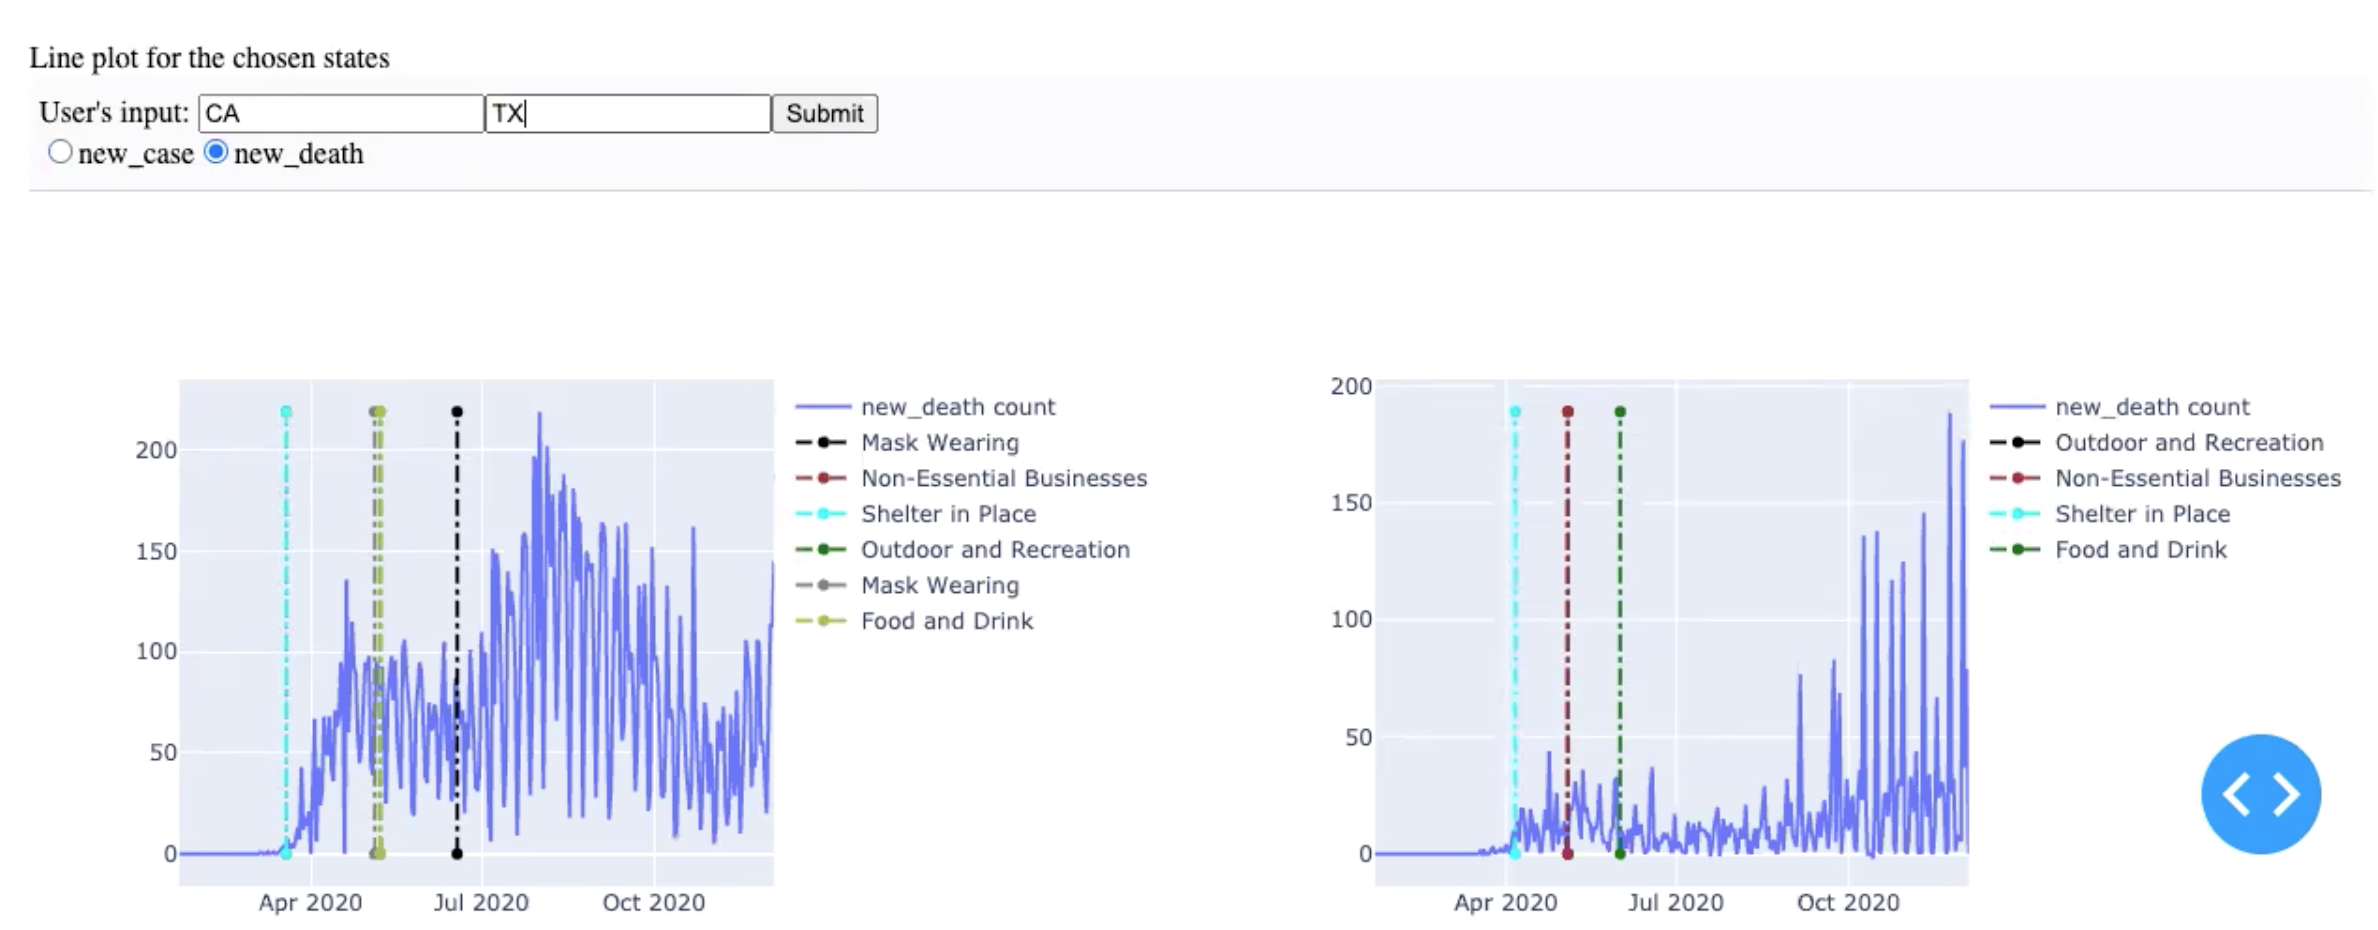 Line plot for the chosen states
User's input: CA TX Submit
new_case new_death
200
150
100
50
0
Apr 2020 Jul 2020 Oct 2020
new_death count
Mask Wearing
Non-Essential Businesses
Shelter in Place
Outdoor and Recreation
Mask Wearing
Food and Drink
200
150
100
50
0
Apr 2020 Jul 2020 Oct 2020
new_death count
Outdoor and Recreation
Non-Essential Businesses
Shelter in Place
Food and Drink